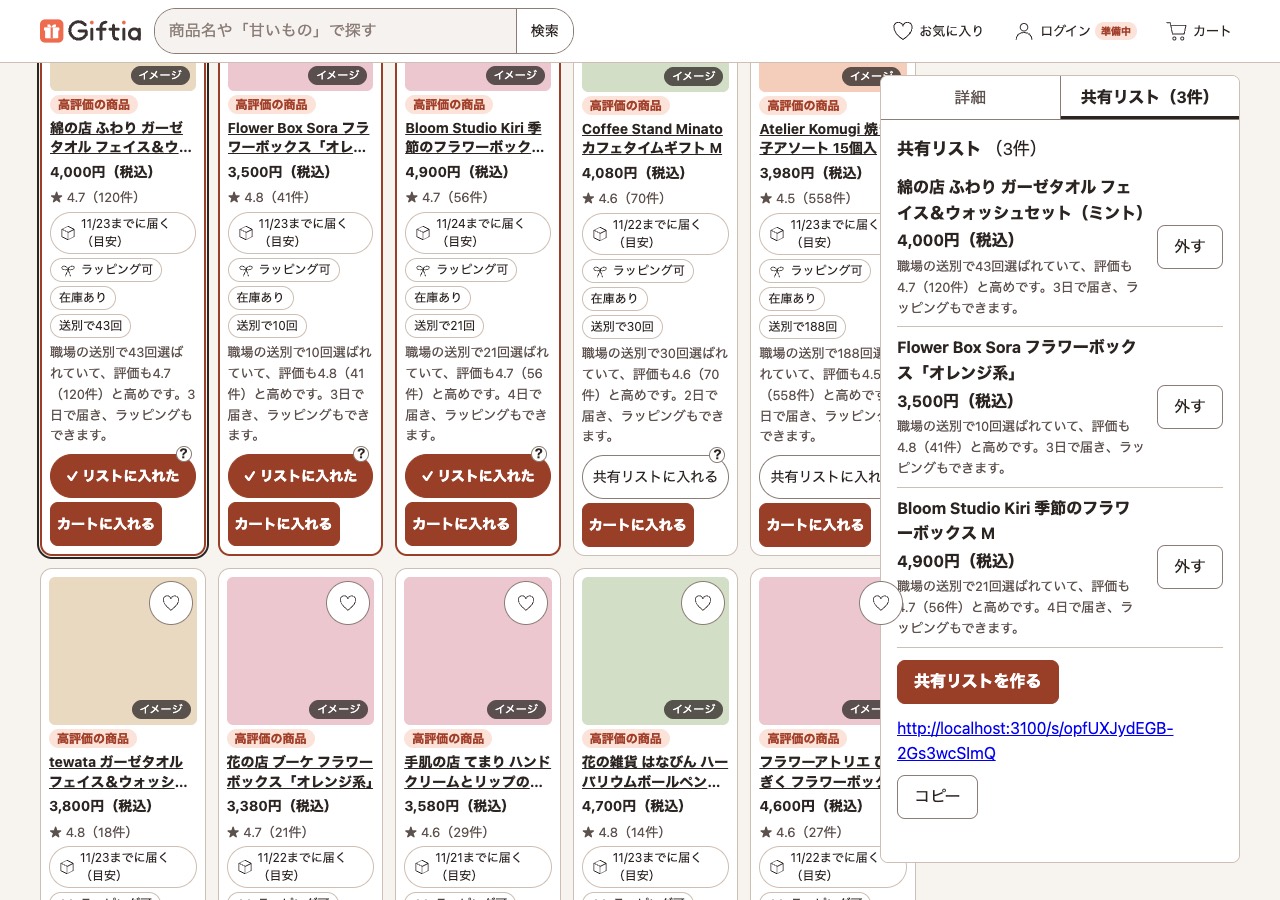 Giftia
商品名や「甘いもの」で探す
検索
お気に入り
ログイン
準備中
カート
イメージ
高評価の商品
綿の店 ふわり ガーゼ
タオル フェイス＆ウ…
4,000円（税込）
★ 4.7（120件）
11/23までに届く
（目安）
ラッピング可
在庫あり
送別で43回
職場の送別で43回選ば
れていて、評価も4.7
（120件）と高めです。3
日で届き、ラッピングも
できます。
?
✓ リストに入れた
カートに入れる
イメージ
高評価の商品
Flower Box Sora フラ
ワーボックス「オレ…
3,500円（税込）
★ 4.8（41件）
11/23までに届く
（目安）
ラッピング可
在庫あり
送別で10回
職場の送別で10回選ばれ
ていて、評価も4.8（41
件）と高めです。3日で
届き、ラッピングもでき
ます。
?
✓ リストに入れた
カートに入れる
イメージ
高評価の商品
Bloom Studio Kiri 季
節のフラワーボック…
4,900円（税込）
★ 4.7（56件）
11/24までに届く
（目安）
ラッピング可
在庫あり
送別で21回
職場の送別で21回選ばれ
ていて、評価も4.7（56
件）と高めです。4日で
届き、ラッピングもでき
ます。
?
✓ リストに入れた
カートに入れる
イメージ
高評価の商品
Coffee Stand Minato
カフェタイムギフト M
4,080円（税込）
★ 4.6（70件）
11/22までに届く
（目安）
ラッピング可
在庫あり
送別で30回
職場の送別で30回選ばれ
ていて、評価も4.6（70
件）と高めです。2日で
届き、ラッピングもでき
ます。
?
共有リストに入れる
カートに入れる
イメージ
高評価の商品
Atelier Komugi 焼
子アソート 15個入
3,980円（税込）
★ 4.5（558件）
11/23までに届く
（目安）
ラッピング可
在庫あり
送別で188回
職場の送別で188回選
れていて、評価も4.5
（558件）と高めです。
日で届き、ラッピングも
できます。
共有リストに入れ
カートに入れる
イメージ
高評価の商品
tewata ガーゼタオル
フェイス＆ウォッシ…
3,800円（税込）
★ 4.8（18件）
11/23までに届く
（目安）
イメージ
高評価の商品
花の店 ブーケ フラワー
ボックス「オレンジ系」
3,380円（税込）
★ 4.7（21件）
11/22までに届く
（目安）
イメージ
高評価の商品
手肌の店 てまり ハンド
クリームとリップの…
3,580円（税込）
★ 4.6（29件）
11/21までに届く
（目安）
イメージ
高評価の商品
花の雑貨 はなびん ハー
バリウムボールペン…
4,700円（税込）
★ 4.8（14件）
11/23までに届く
（目安）
イメー
高評価の商品
フラワーアトリエ ひ
ぎく フラワーボック
4,600円（税込）
★ 4.6（27件）
11/22までに届く
（目安）
詳細
共有リスト（3件）
共有リスト （3件）
綿の店 ふわり ガーゼタオル フェ
イス＆ウォッシュセット（ミント）
4,000円（税込）
職場の送別で43回選ばれていて、評価も
4.7（120件）と高めです。3日で届き、ラ
ッピングもできます。
外す
Flower Box Sora フラワーボック
ス「オレンジ系」
3,500円（税込）
職場の送別で10回選ばれていて、評価も
4.8（41件）と高めです。3日で届き、ラッ
ピングもできます。
外す
Bloom Studio Kiri 季節のフラワ
ーボックス M
4,900円（税込）
職場の送別で21回選ばれていて、評価も
4.7（56件）と高めです。4日で届き、ラ
ッピングもできます。
外す
共有リストを作る
http://localhost:3100/s/opfUXJydEGB-
2Gs3wcSImQ
コピー